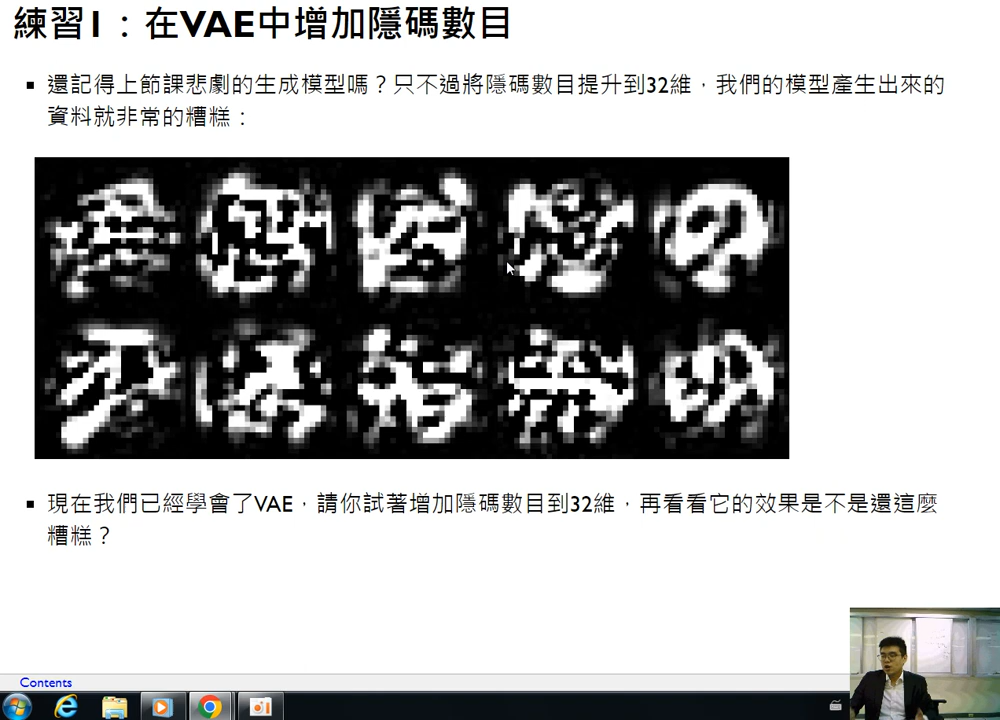 練習1：在VAE中增加隱碼數目
▪ 還記得上節課悲劇的生成模型嗎？只不過將隱碼數目提升到32維，我們的模型產生出來的
資料就非常的糟糕：
▪ 現在我們已經學會了VAE，請你試著增加隱碼數目到32維，再看看它的效果是不是還這麼
糟糕？
Contents